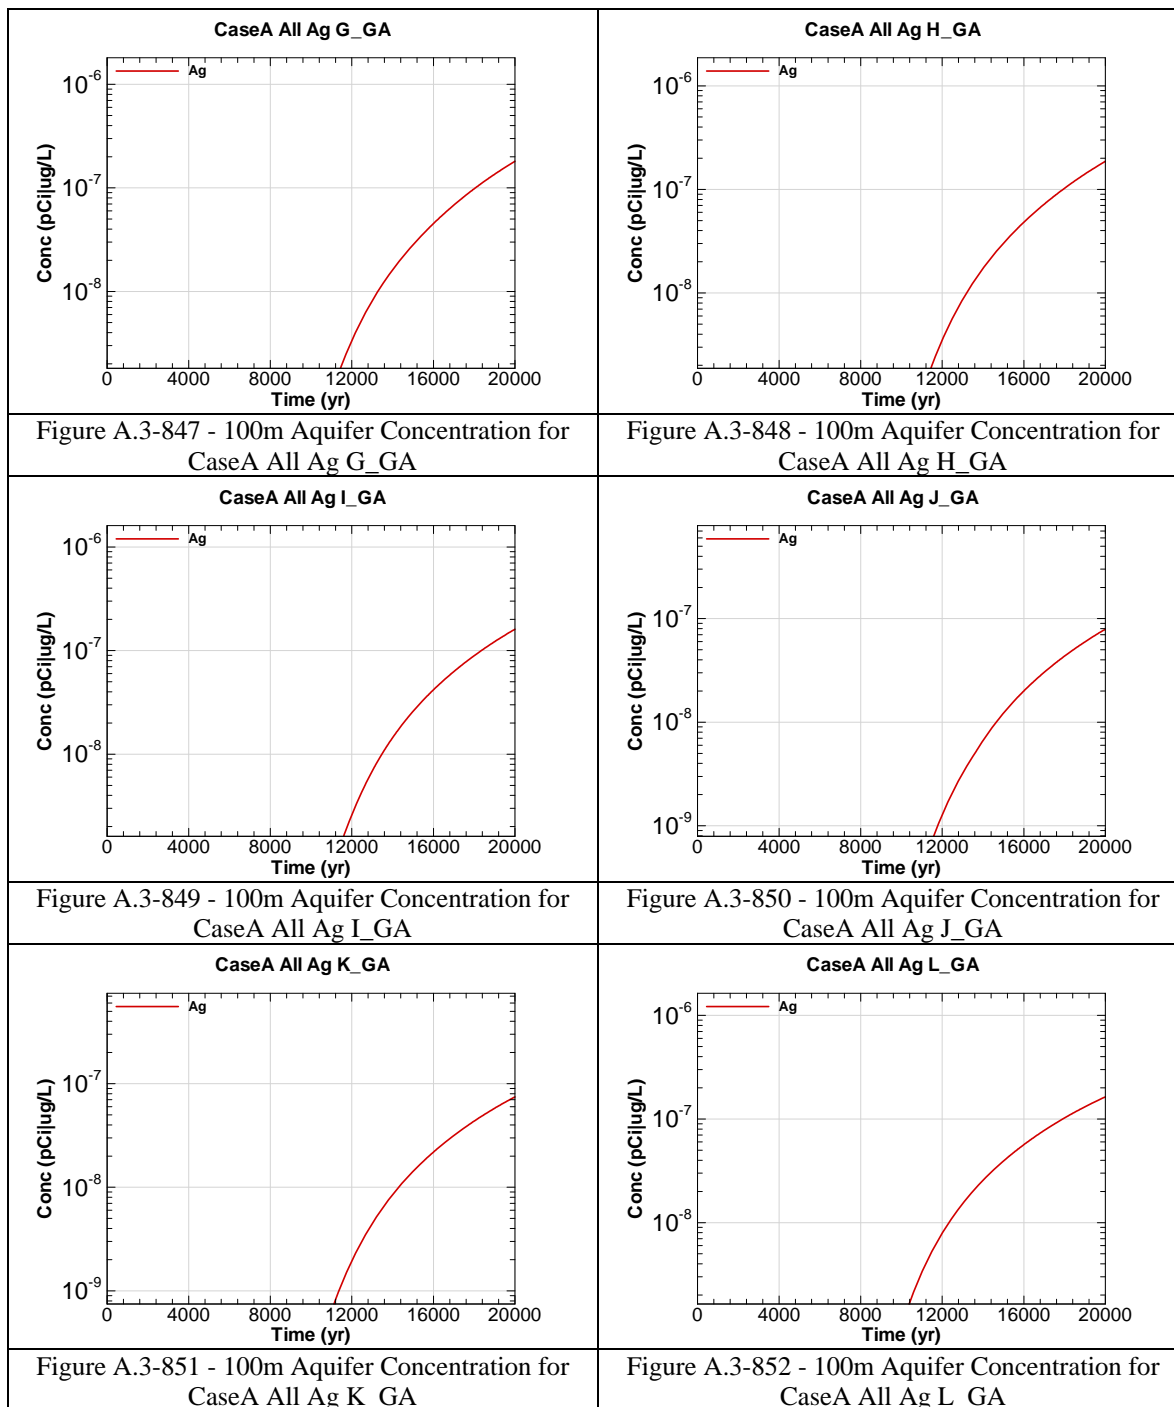 CaseA All Ag G_GA
Ag
10-6
10-7
10-8
Conc (pCi|ug/L)
0 4000 8000 12000 16000 20000
Time (yr)
Figure A.3-847 - 100m Aquifer Concentration for
CaseA All Ag G_GA
CaseA All Ag H_GA
Ag
10-6
10-7
10-8
Conc (pCi|ug/L)
0 4000 8000 12000 16000 20000
Time (yr)
Figure A.3-848 - 100m Aquifer Concentration for
CaseA All Ag H_GA
CaseA All Ag I_GA
Ag
10-6
10-7
10-8
Conc (pCi|ug/L)
0 4000 8000 12000 16000 20000
Time (yr)
Figure A.3-849 - 100m Aquifer Concentration for
CaseA All Ag I_GA
CaseA All Ag J_GA
Ag
10-7
10-8
10-9
Conc (pCi|ug/L)
0 4000 8000 12000 16000 20000
Time (yr)
Figure A.3-850 - 100m Aquifer Concentration for
CaseA All Ag J_GA
CaseA All Ag K_GA
Ag
10-7
10-8
10-9
Conc (pCi|ug/L)
0 4000 8000 12000 16000 20000
Time (yr)
Figure A.3-851 - 100m Aquifer Concentration for
CaseA All Ag K_GA
CaseA All Ag L_GA
Ag
10-6
10-7
10-8
Conc (pCi|ug/L)
0 4000 8000 12000 16000 20000
Time (yr)
Figure A.3-852 - 100m Aquifer Concentration for
CaseA All Ag L_GA